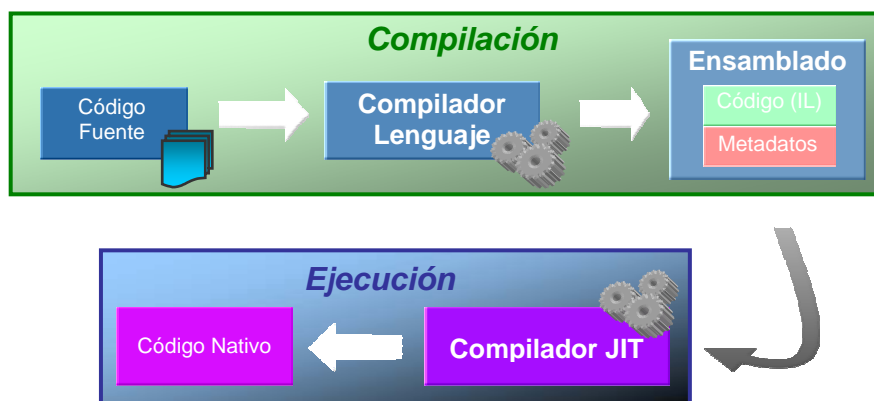 Compilación
Código
Fuente
Compilador
Lenguaje
Ensamblado
Código (IL)
Metadatos
Ejecución
Código Nativo
Compilador JIT